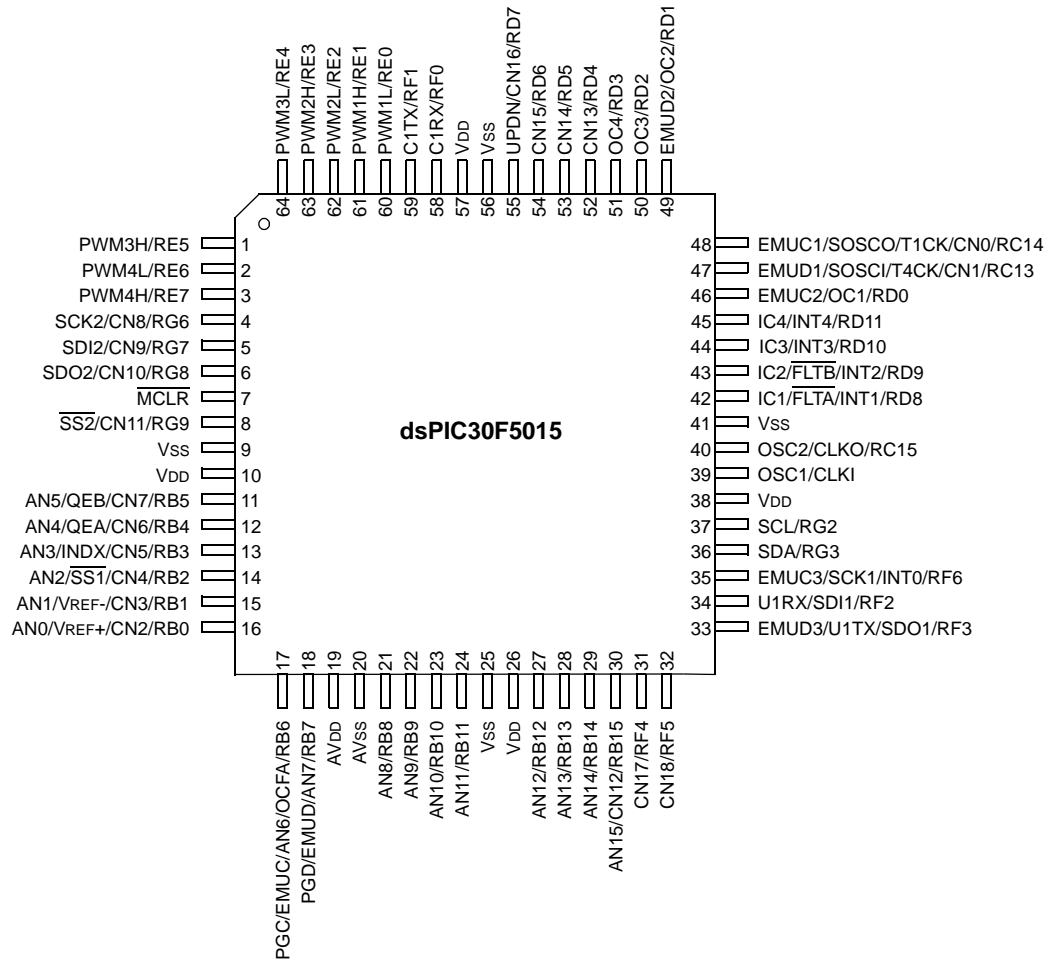 PWM3L/RE4
PWM2H/RE3
PWM2L/RE2
PWM1H/RE1
PWM1L/RE0
C1TX/RF1
C1RX/RF0
VDD
VSS
UPDN/CN16/RD7
CN15/RD6
CN14/RD5
CN13/RD4
OC4/RD3
OC3/RD2
EMUD2/OC2/RD1
64
63
62
61
60
59
58
57
56
55
54
53
52
51
50
49
PWM3H/RE5 1
PWM4L/RE6 2
PWM4H/RE7 3
SCK2/CN8/RG6 4
SDI2/CN9/RG7 5
SDO2/CN10/RG8 6
MCLR 7
SS2/CN11/RG9 8
VSS 9
VDD 10
AN5/QEB/CN7/RB5 11
AN4/QEA/CN6/RB4 12
AN3/INDX/CN5/RB3 13
AN2/SS1/CN4/RB2 14
AN1/VREF-/CN3/RB1 15
AN0/VREF+/CN2/RB0 16
dsPIC30F5015
48 EMUC1/SOSCO/T1CK/CN0/RC14
47 EMUD1/SOSCI/T4CK/CN1/RC13
46 EMUC2/OC1/RD0
45 IC4/INT4/RD11
44 IC3/INT3/RD10
43 IC2/FLTB/INT2/RD9
42 IC1/FLTA/INT1/RD8
41 VSS
40 OSC2/CLKO/RC15
39 OSC1/CLKI
38 VDD
37 SCL/RG2
36 SDA/RG3
35 EMUC3/SCK1/INT0/RF6
34 U1RX/SDI1/RF2
33 EMUD3/U1TX/SDO1/RF3
17
18
19
20
21
22
23
24
25
26
27
28
29
30
31
32
PGC/EMUC/AN6/OCFA/RB6
PGD/EMUD/AN7/RB7
AVDD
AVSS
AN8/RB8
AN9/RB9
AN10/RB10
AN11/RB11
VSS
VDD
AN12/RB12
AN13/RB13
AN14/RB14
AN15/CN12/RB15
CN17/RF4
CN18/RF5